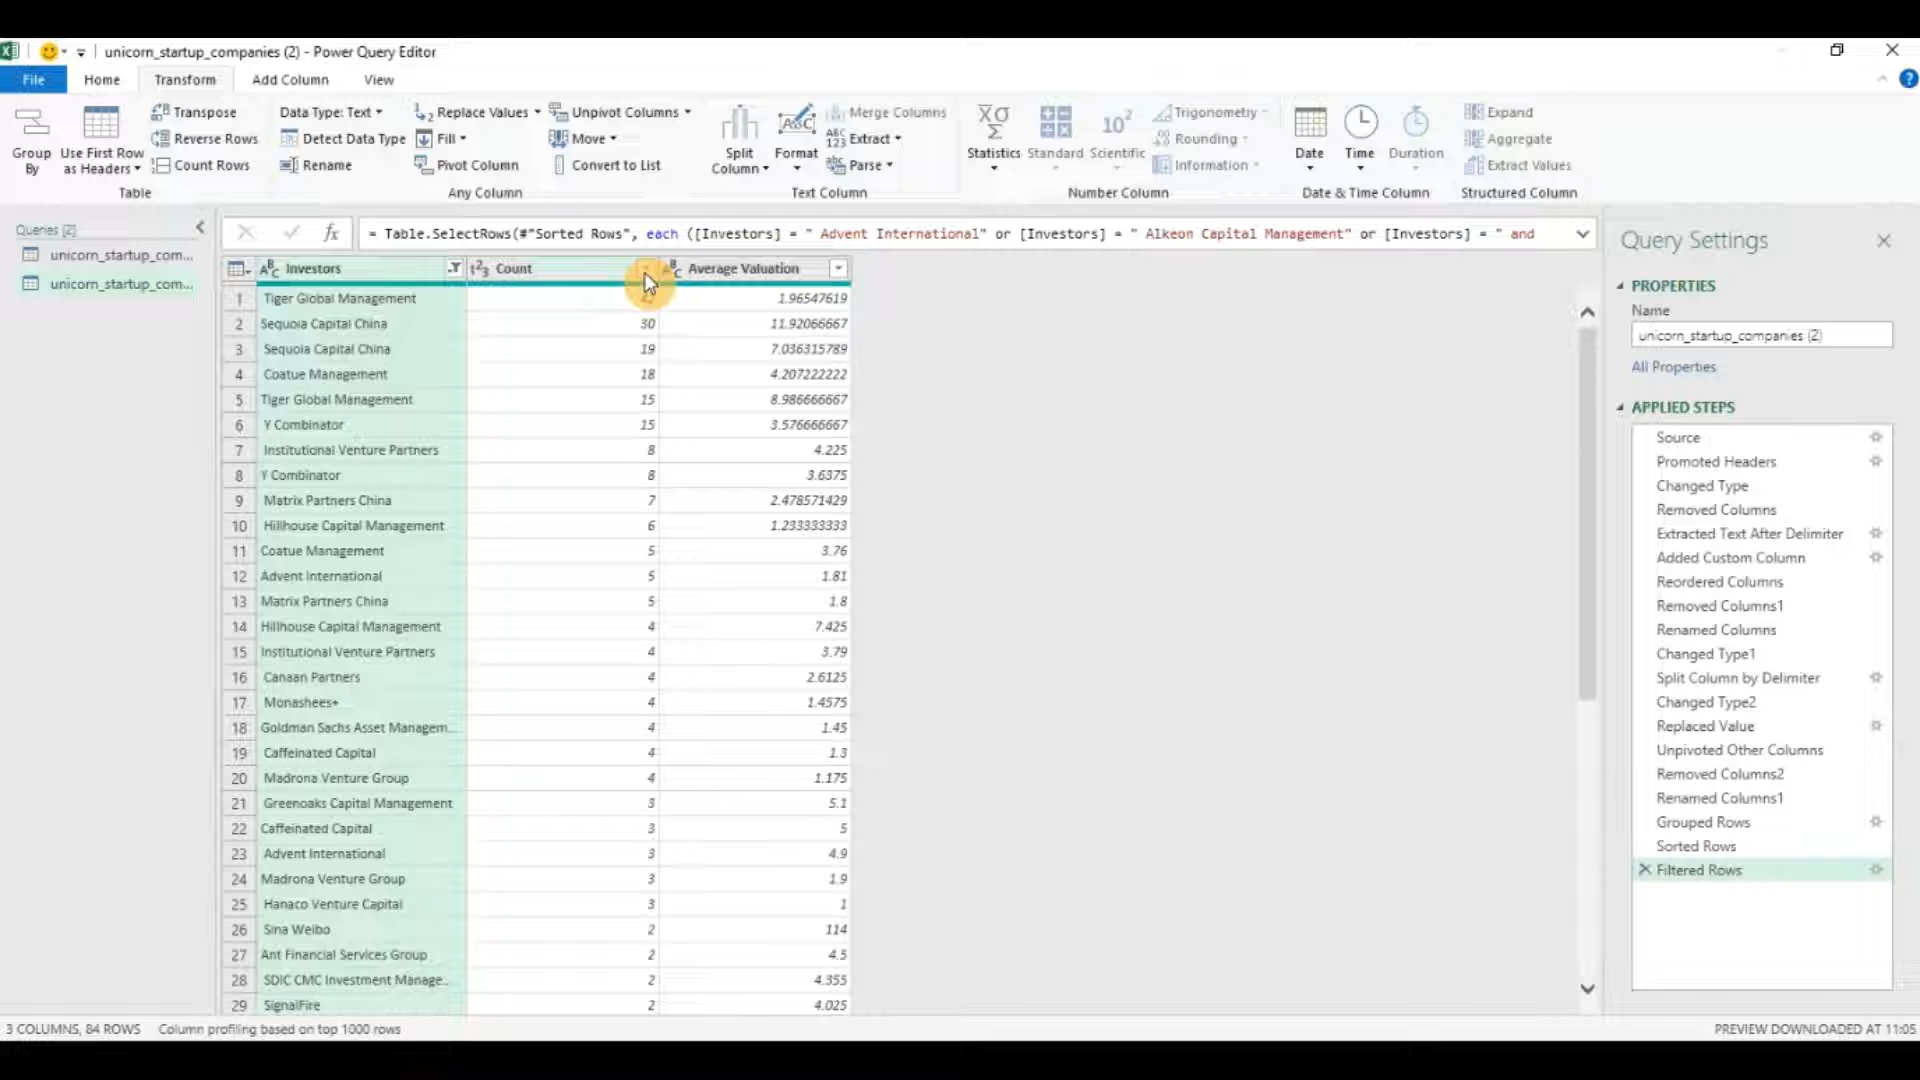 unicorn_startup_companies (2) - Power Query Editor
File Home Transform Add Column View
Group By
Use First Row as Headers
Transpose
Reverse Rows
Count Rows
Table
Data Type: Text
Detect Data Type
Rename
Replace Values
Fill
Pivot Column
Unpivot Columns
Move
Convert to List
Any Column
Split Column
Format
Merge Columns
Extract
Parse
Text Column
Statistics
Standard
Scientific
Trigonometry
Rounding
Information
Number Column
Date
Time
Duration
Date & Time Column
Expand
Aggregate
Extract Values
Structured Column
Queries [2]
unicorn_startup_com...
unicorn_startup_com...
= Table.SelectRows(#"Sorted Rows", each ([Investors] = " Advent International" or [Investors] = " Alkeon Capital Management" or [Investors] = " and
Investors Count Average Valuation
1 Tiger Global Management 1.96547619
2 Sequoia Capital China 30 11.92066667
3 Sequoia Capital China 19 7.036315789
4 Coatue Management 18 4.207222222
5 Tiger Global Management 15 8.986666667
6 Y Combinator 15 3.576666667
7 Institutional Venture Partners 8 4.225
8 Y Combinator 8 3.6375
9 Matrix Partners China 7 2.478571429
10 Hillhouse Capital Management 6 1.233333333
11 Coatue Management 5 3.76
12 Advent International 5 1.81
13 Matrix Partners China 5 1.8
14 Hillhouse Capital Management 4 7.425
15 Institutional Venture Partners 4 3.79
16 Canaan Partners 4 2.6125
17 Monashees+ 4 1.4575
18 Goldman Sachs Asset Managem... 4 1.45
19 Caffeinated Capital 4 1.3
20 Madrona Venture Group 4 1.175
21 Greenoaks Capital Management 3 5.1
22 Caffeinated Capital 3 5
23 Advent International 3 4.9
24 Madrona Venture Group 3 1.9
25 Hanaco Venture Capital 3 1
26 Sina Weibo 2 114
27 Ant Financial Services Group 2 4.5
28 SDIC CMC Investment Manage... 2 4.355
29 SignalFire 2 4.025
Query Settings
PROPERTIES
Name
unicorn_startup_companies (2)
All Properties
APPLIED STEPS
Source
Promoted Headers
Changed Type
Removed Columns
Extracted Text After Delimiter
Added Custom Column
Reordered Columns
Removed Columns1
Renamed Columns
Changed Type1
Split Column by Delimiter
Changed Type2
Replaced Value
Unpivoted Other Columns
Removed Columns2
Renamed Columns1
Grouped Rows
Sorted Rows
Filtered Rows
3 COLUMNS, 84 ROWS Column profiling based on top 1000 rows
PREVIEW DOWNLOADED AT 11:05